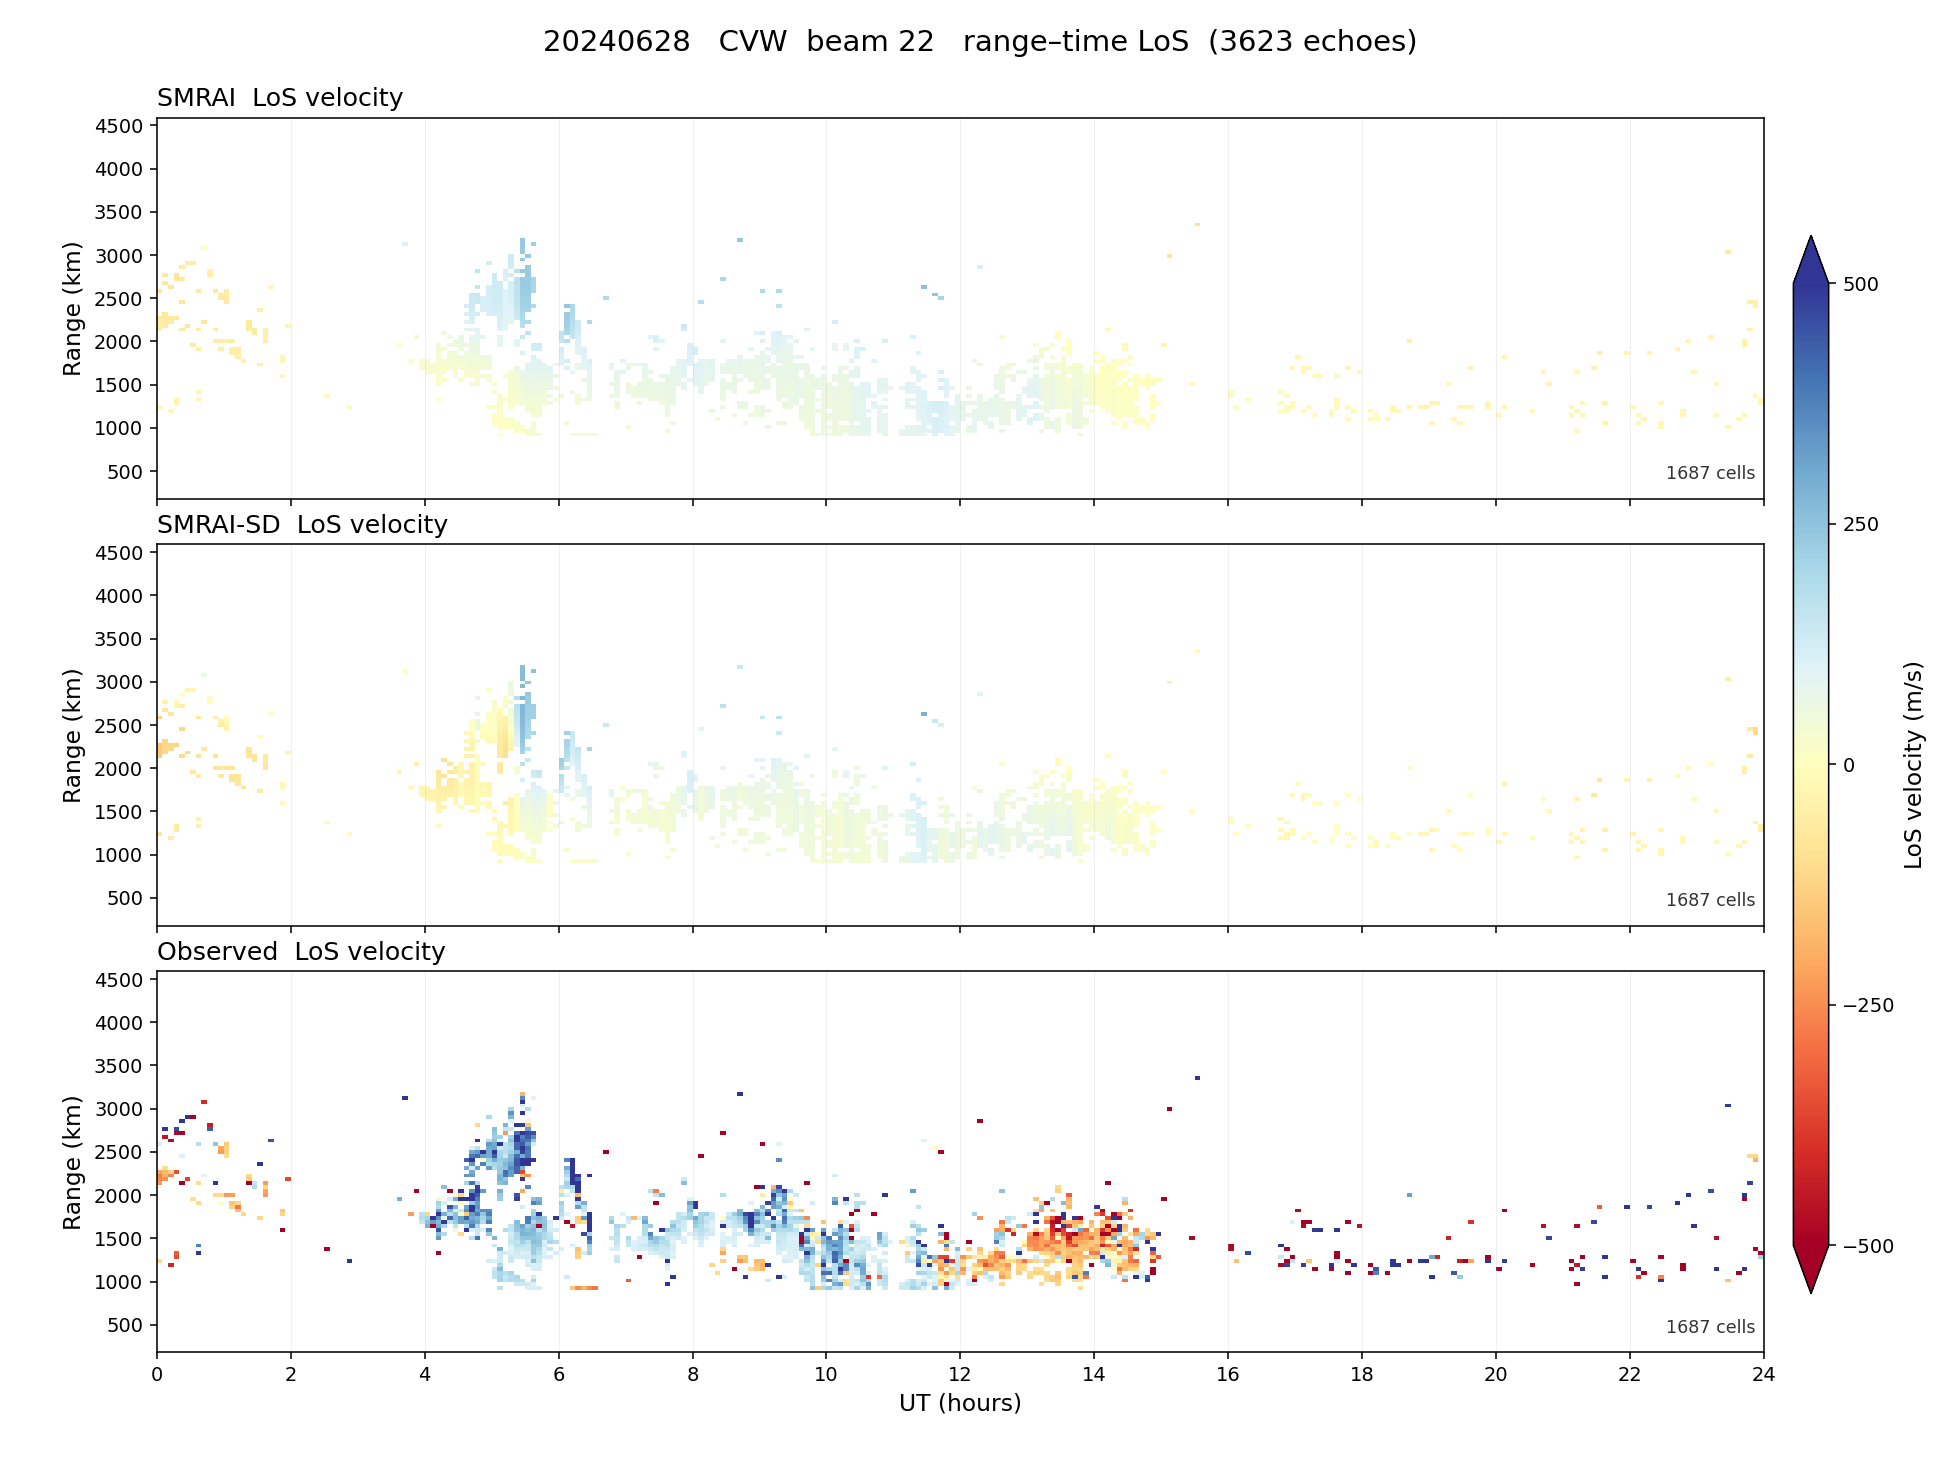 20240628   CVW  beam 22   range–time LoS  (3623 echoes)
SMRAI  LoS velocity
4500
4000
3500
3000
2500
2000
1500
1000
500
Range (km)
1687 cells
SMRAI-SD  LoS velocity
4500
4000
3500
3000
2500
2000
1500
1000
500
Range (km)
1687 cells
Observed  LoS velocity
4500
4000
3500
3000
2500
2000
1500
1000
500
Range (km)
1687 cells
0 2 4 6 8 10 12 14 16 18 20 22 24
UT (hours)
500
250
0
−250
−500
LoS velocity (m/s)